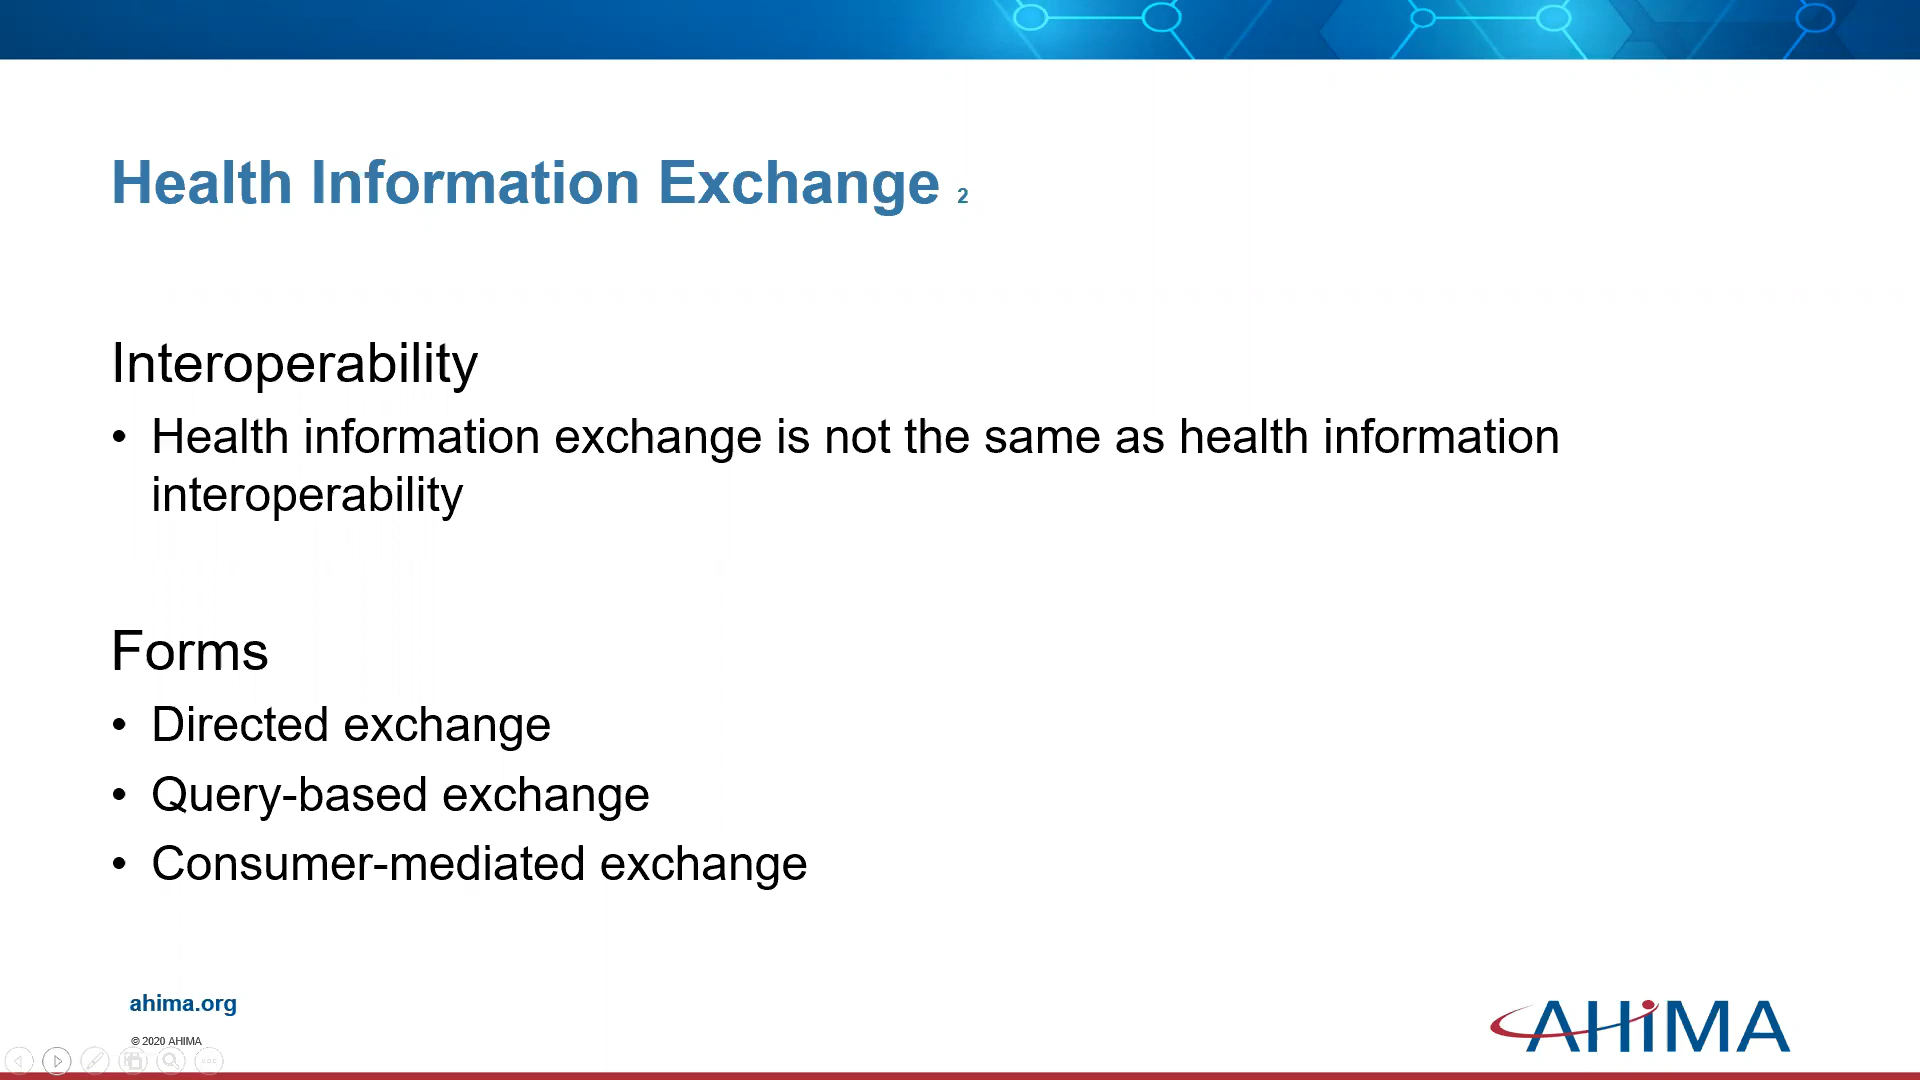 Health Information Exchange 2
Interoperability
• Health information exchange is not the same as health information
interoperability
Forms
• Directed exchange
• Query-based exchange
• Consumer-mediated exchange
ahima.org
© 2020 AHIMA
AHiMA